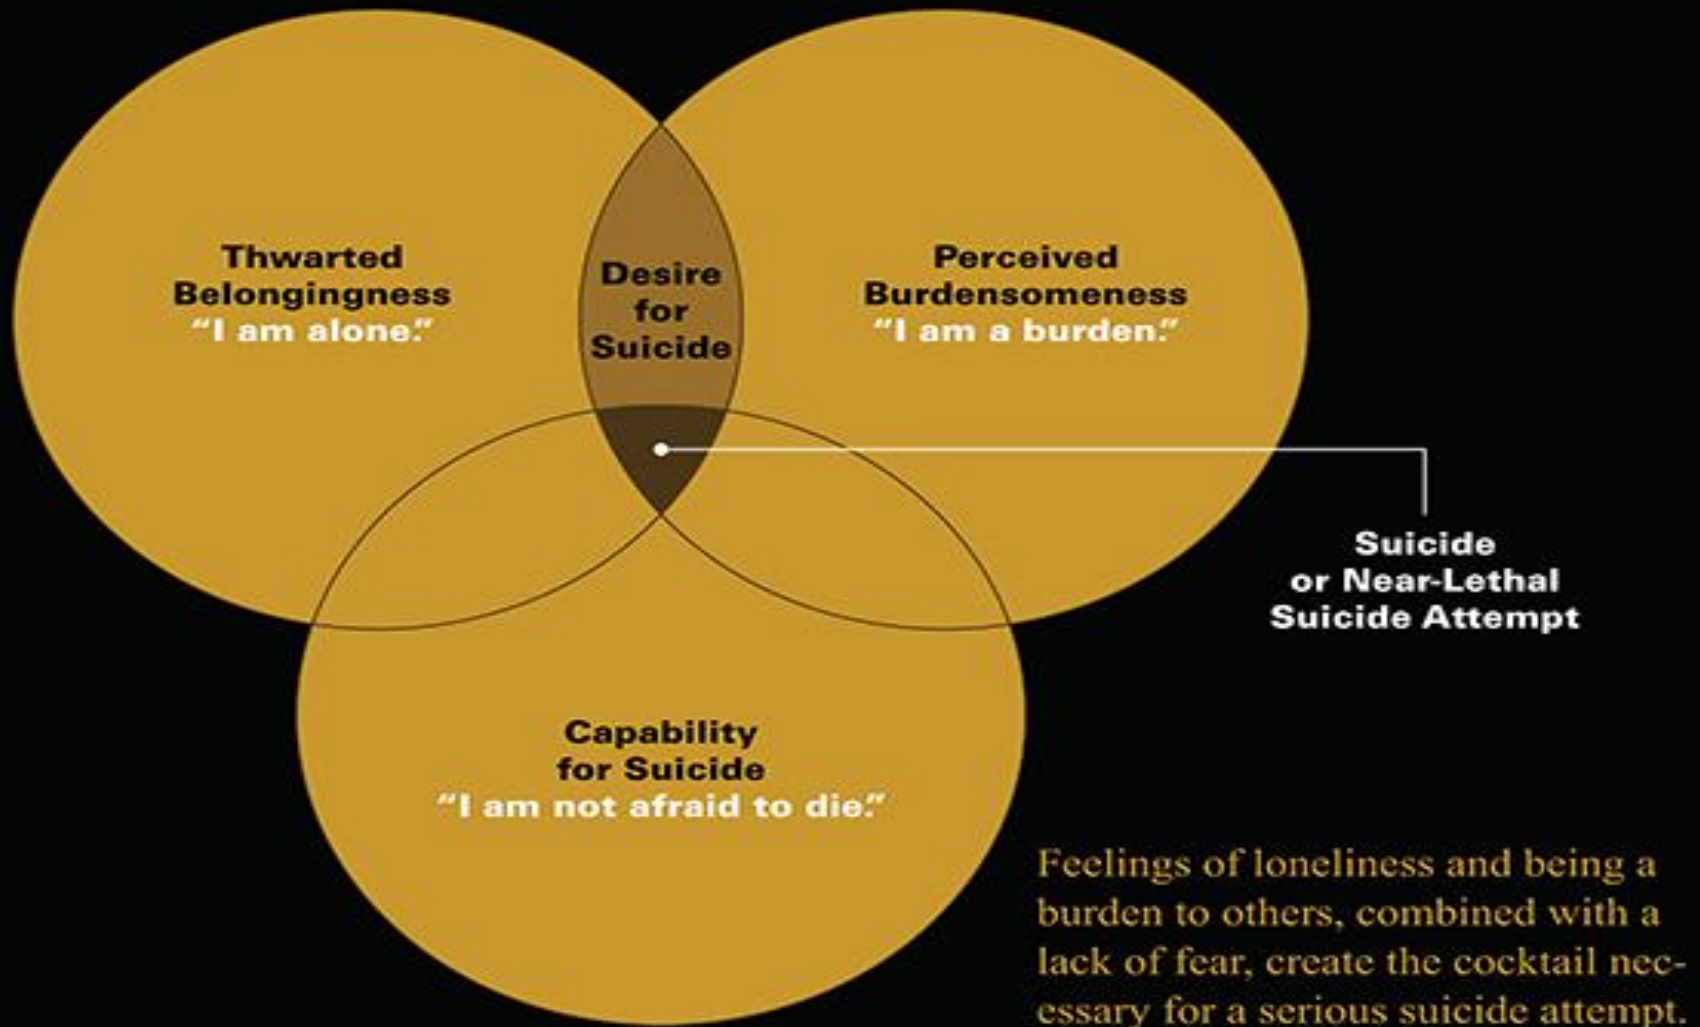 Thwarted
Belongingness
“I am alone.”
Desire
for
Suicide
Perceived
Burdensomeness
“I am a burden.”
Suicide
or Near-Lethal
Suicide Attempt
Capability
for Suicide
“I am not afraid to die.”
Feelings of loneliness and being a
burden to others, combined with a
lack of fear, create the cocktail nec-
essary for a serious suicide attempt.